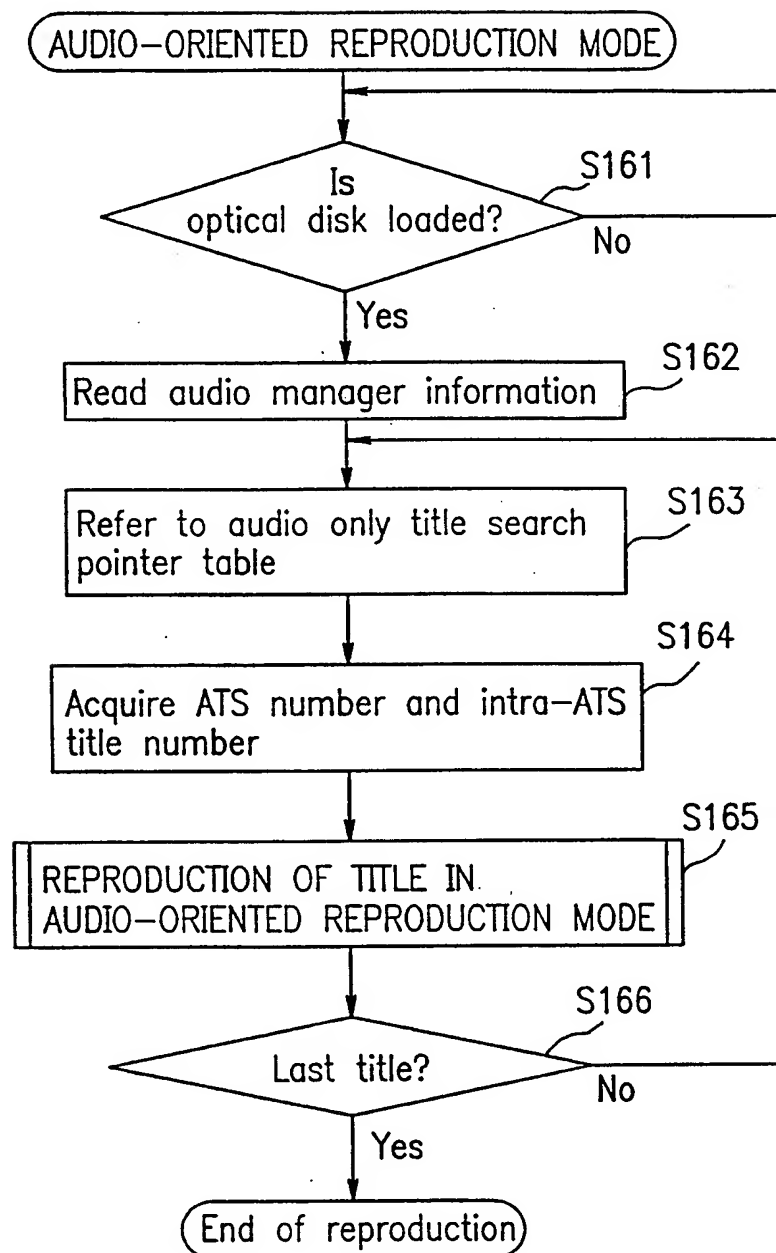 AUDIO-ORIENTED REPRODUCTION MODE
S161
Is
optical disk loaded?
No
Yes
S162
Read audio manager information
S163
Refer to audio only title search
pointer table
S164
Acquire ATS number and intra-ATS
title number
S165
REPRODUCTION OF TITLE IN
AUDIO-ORIENTED REPRODUCTION MODE
S166
Last title?
No
Yes
End of reproduction